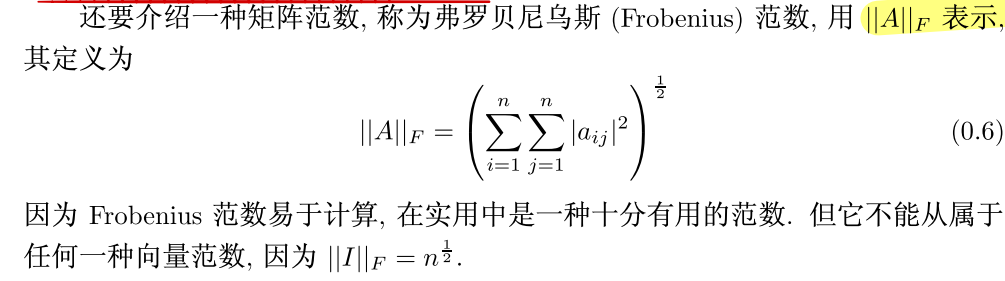 还要介绍一种矩阵范数, 称为弗罗贝尼乌斯 (Frobenius) 范数, 用 ||A||_F 表示,
其定义为
||A||_F = \left( \sum_{i=1}^{n} \sum_{j=1}^{n} |a_{ij}|^2 \right)^{\frac{1}{2}} (0.6)
因为 Frobenius 范数易于计算, 在实用中是一种十分有用的范数. 但它不能从属于
任何一种向量范数, 因为 ||I||_F = n^{\frac{1}{2}}.